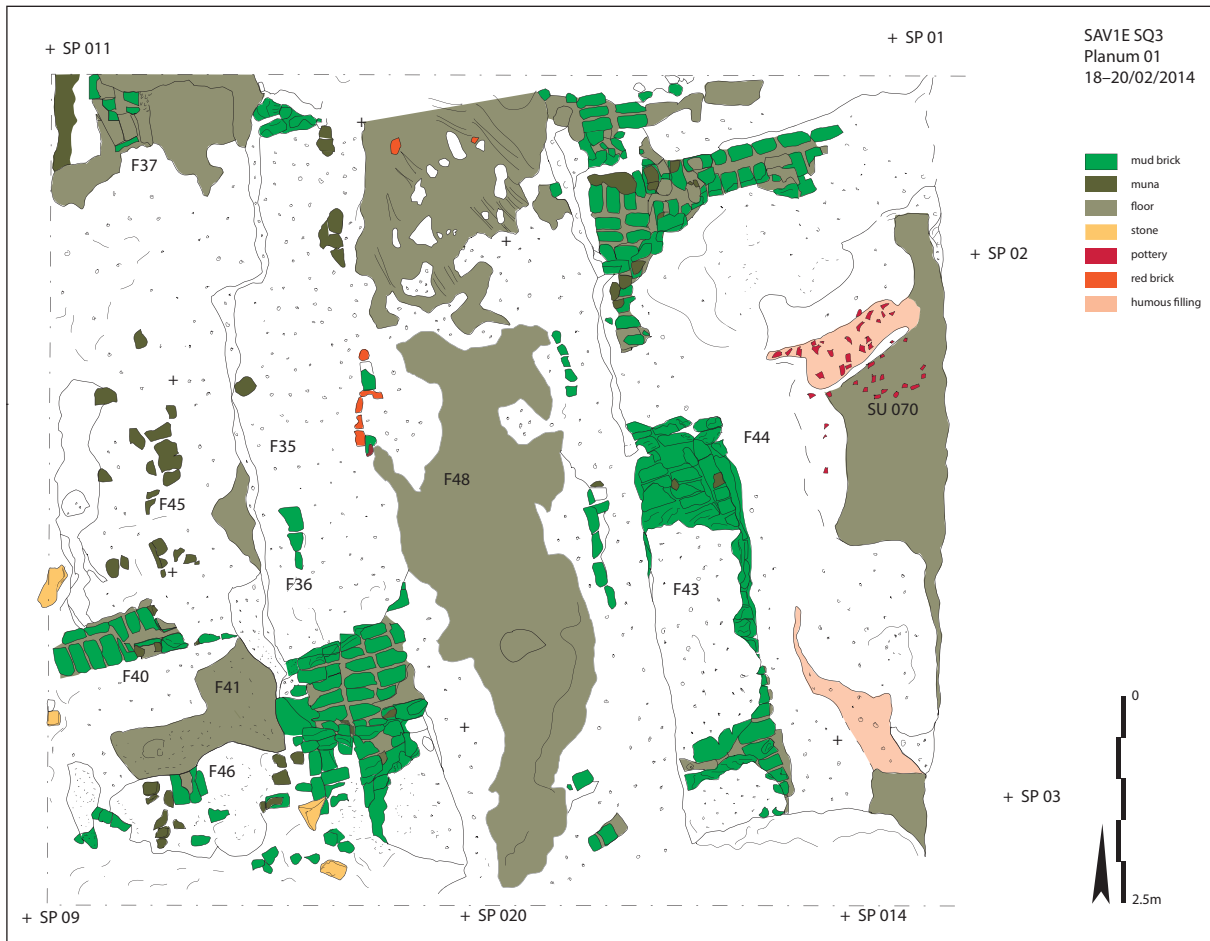 SAV1E SQ3
Planum 01
18–20/02/2014
+ SP 011
+ SP 01
mud brick
muna
floor
stone
pottery
red brick
humous filling
F37
+ SP 02
SU 070
F35
F44
F48
F45
F36
F43
F40
F41
F46
0
2.5m
+ SP 03
+ SP 09
+ SP 020
+ SP 014